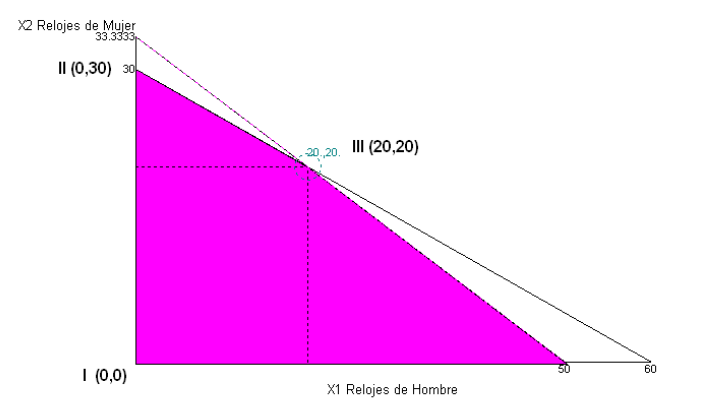 X2 Relojes de Mujer
33.3333
II (0,30) 30
20.,20. III (20,20)
I (0,0)
50 60
X1 Relojes de Hombre